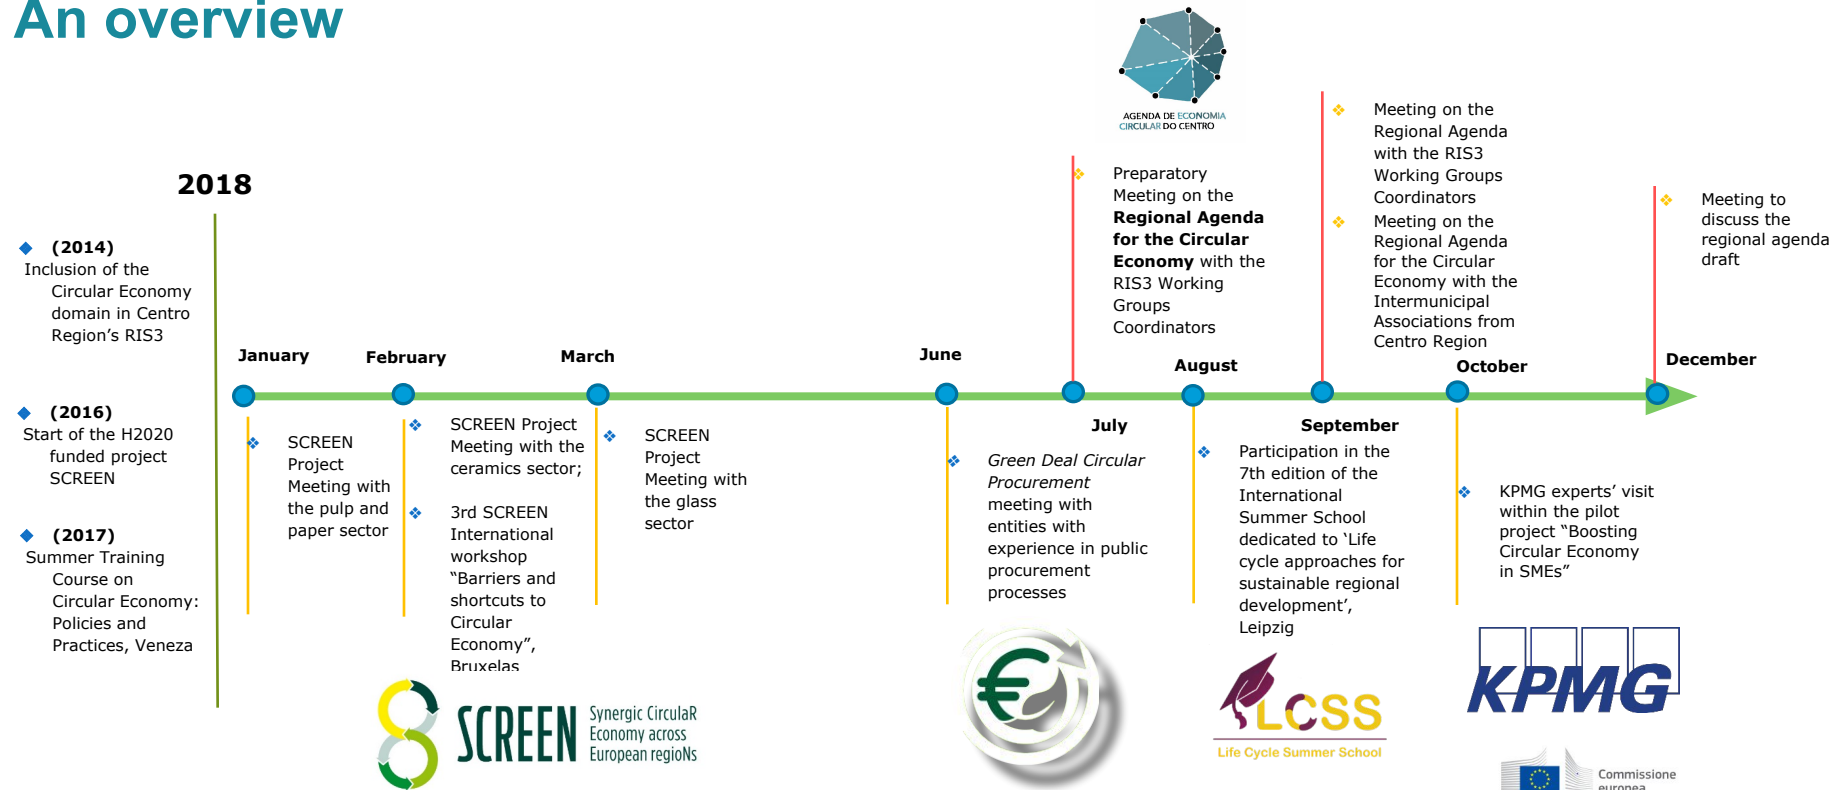 An overview
AGENDA DE ECONOMIA
CIRCULAR DO CENTRO
2018
(2014)
Inclusion of the
Circular Economy
domain in Centro
Region’s RIS3
(2016)
Start of the H2020
funded project
SCREEN
(2017)
Summer Training
Course on
Circular Economy:
Policies and
Practices, Veneza
January
SCREEN
Project
Meeting with
the pulp and
paper sector
February
SCREEN Project
Meeting with the
ceramics sector;
3rd SCREEN
International
workshop
“Barriers and
shortcuts to
Circular
Economy”,
Bruxelas
March
SCREEN
Project
Meeting with
the glass
sector
June
Green Deal Circular
Procurement
meeting with
entities with
experience in public
procurement
processes
Preparatory
Meeting on the
Regional Agenda
for the Circular
Economy with the
RIS3 Working
Groups
Coordinators
July
August
Participation in the
7th edition of the
International
Summer School
dedicated to ‘Life
cycle approaches for
sustainable regional
development’,
Leipzig
Meeting on the
Regional Agenda
with the RIS3
Working Groups
Coordinators
Meeting on the
Regional Agenda
for the Circular
Economy with the
Intermunicipal
Associations from
Centro Region
September
October
KPMG experts’ visit
within the pilot
project “Boosting
Circular Economy
in SMEs”
Meeting to
discuss the
regional agenda
draft
December
SCREEN
Synergic CirculaR
Economy across
European regioNs
€
LCSS
Life Cycle Summer School
KPMG
Commissione
europea